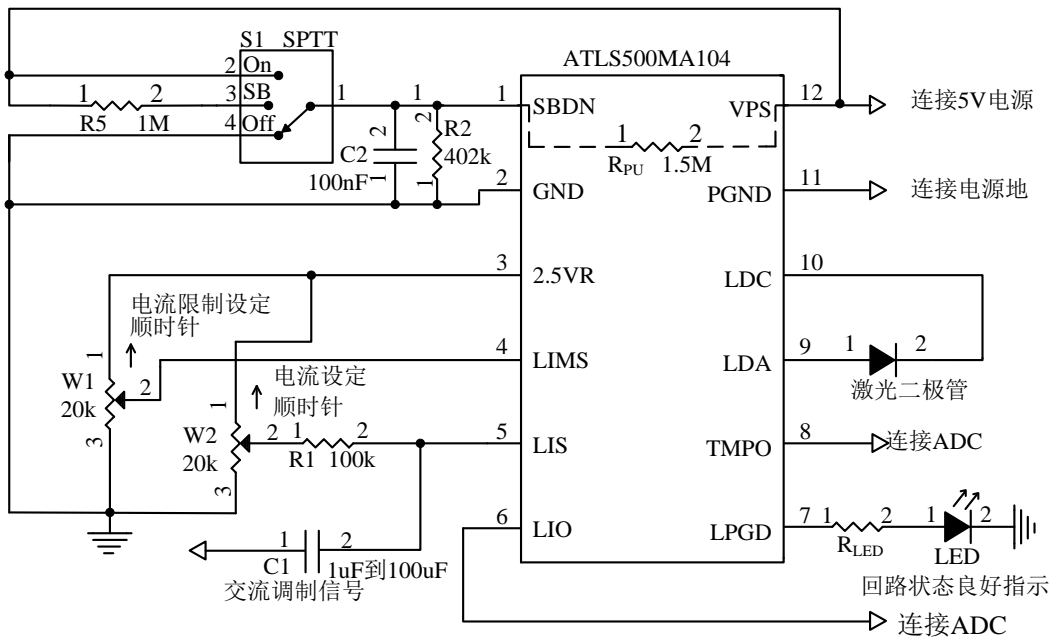 S1 SPTT
ATLS500MA104
2 On
1 2 3 SB 1
R5 1M 4 Off
1 1 SBDN
VPS 12 连接5V电源
2 2 R2
C2 402k
100nF 1 1
1 2
R_PU 1.5M
2 GND
PGND 11 连接电源地
3 2.5VR
LDC 10
电流限制设定
顺时针
1 W1 2
20k
3
4 LIMS
LDA 9 1 2
激光二极管
电流设定
顺时针
1 W2 2 1 2
20k R1 100k
3
5 LIS
TMPO 8 连接ADC
6 LIO
LPGD 7 1 2 1 2
R_LED LED
回路状态良好指示
1 2
C1 1uF到100uF
交流调制信号
连接ADC